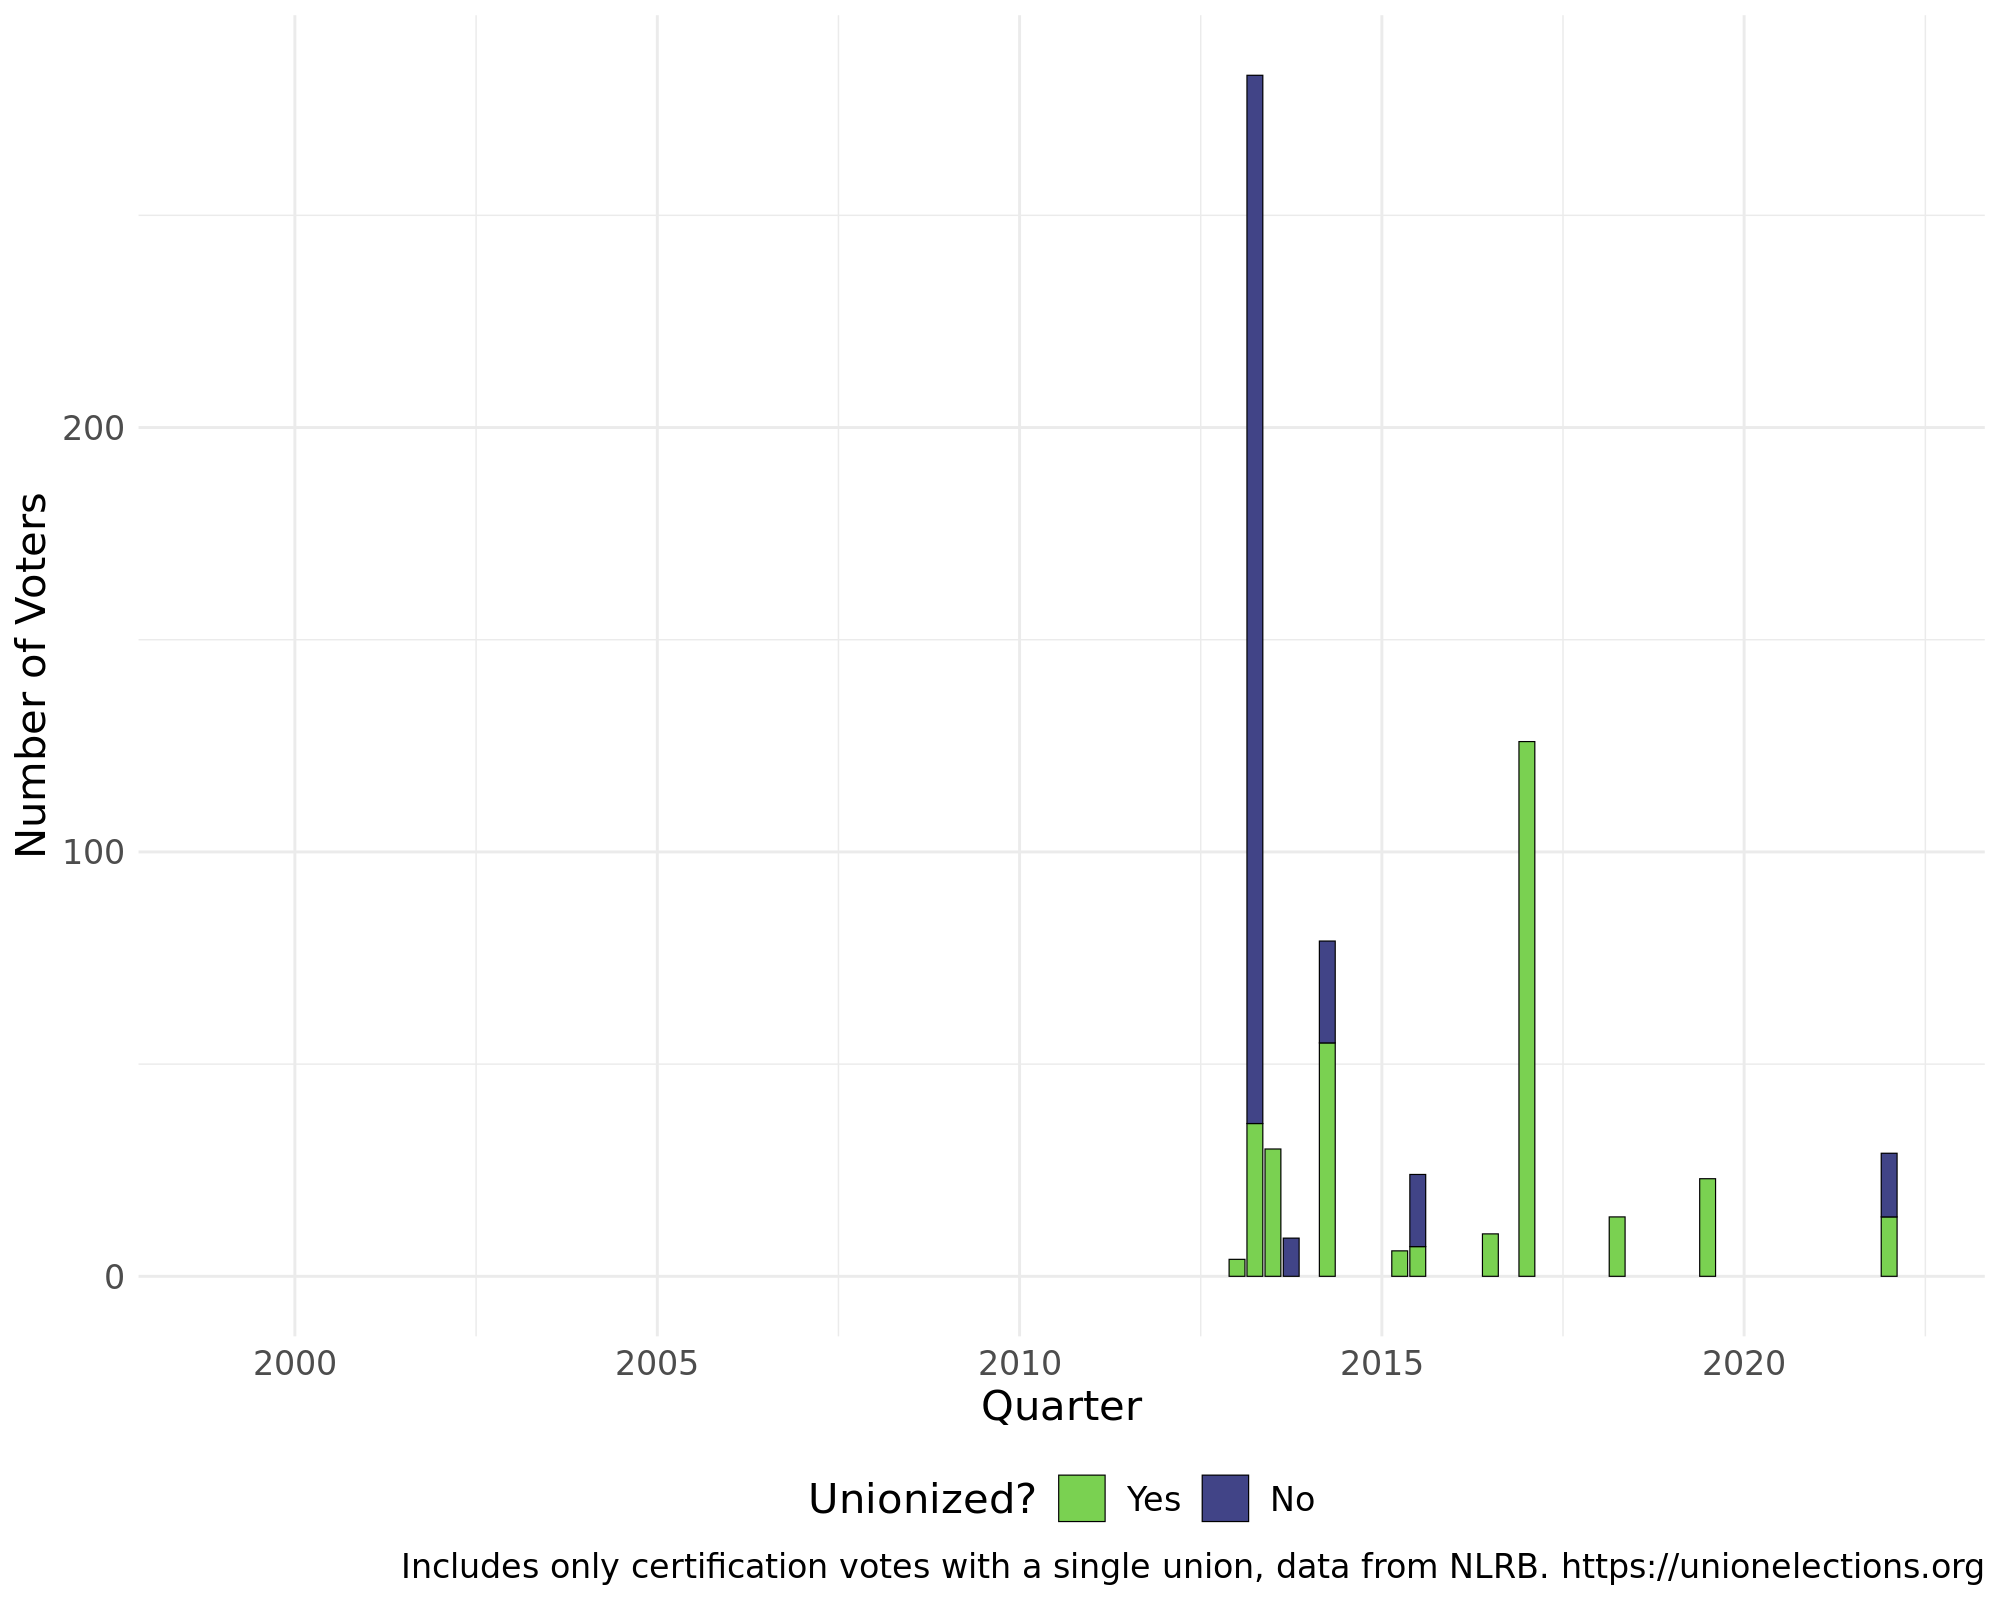 Number of Voters
200
100
0
2000 2005 2010 2015 2020
Quarter
Unionized? Yes No
Includes only certification votes with a single union, data from NLRB. https://unionelections.org